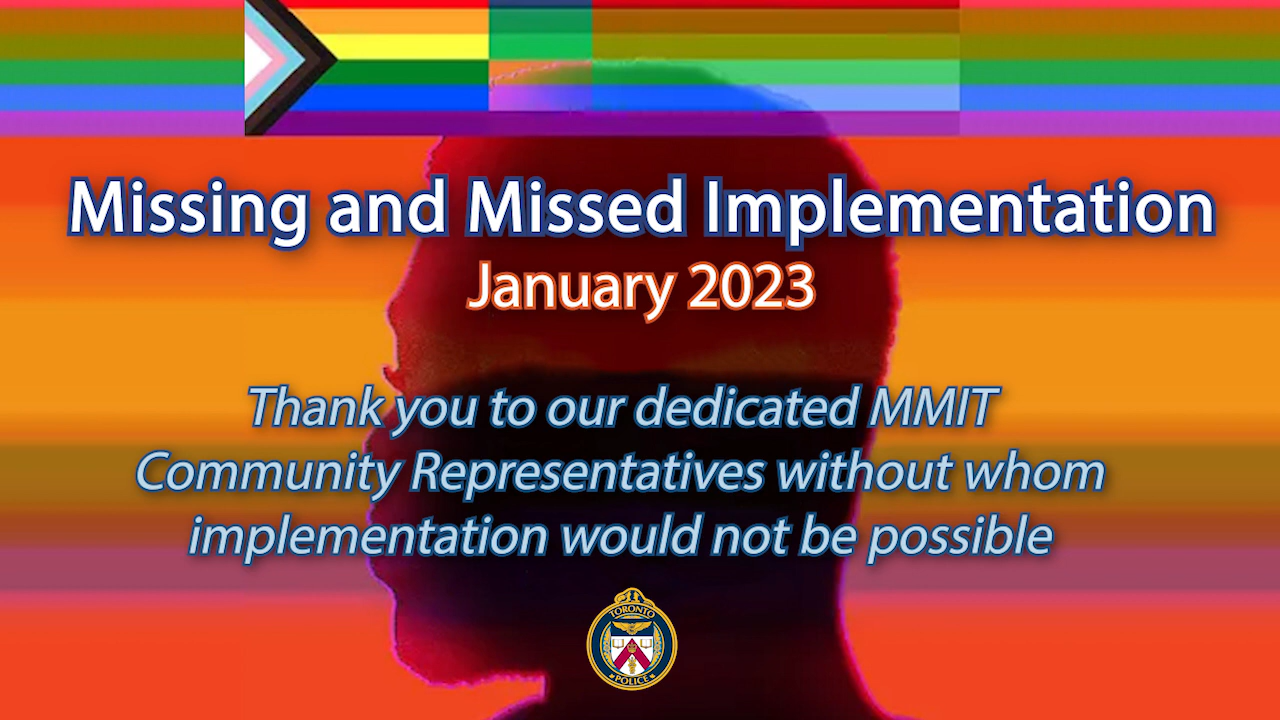 Missing and Missed Implementation
January 2023
Thank you to our dedicated MMIT
Community Representatives without whom
implementation would not be possible
TORONTO
POLICE